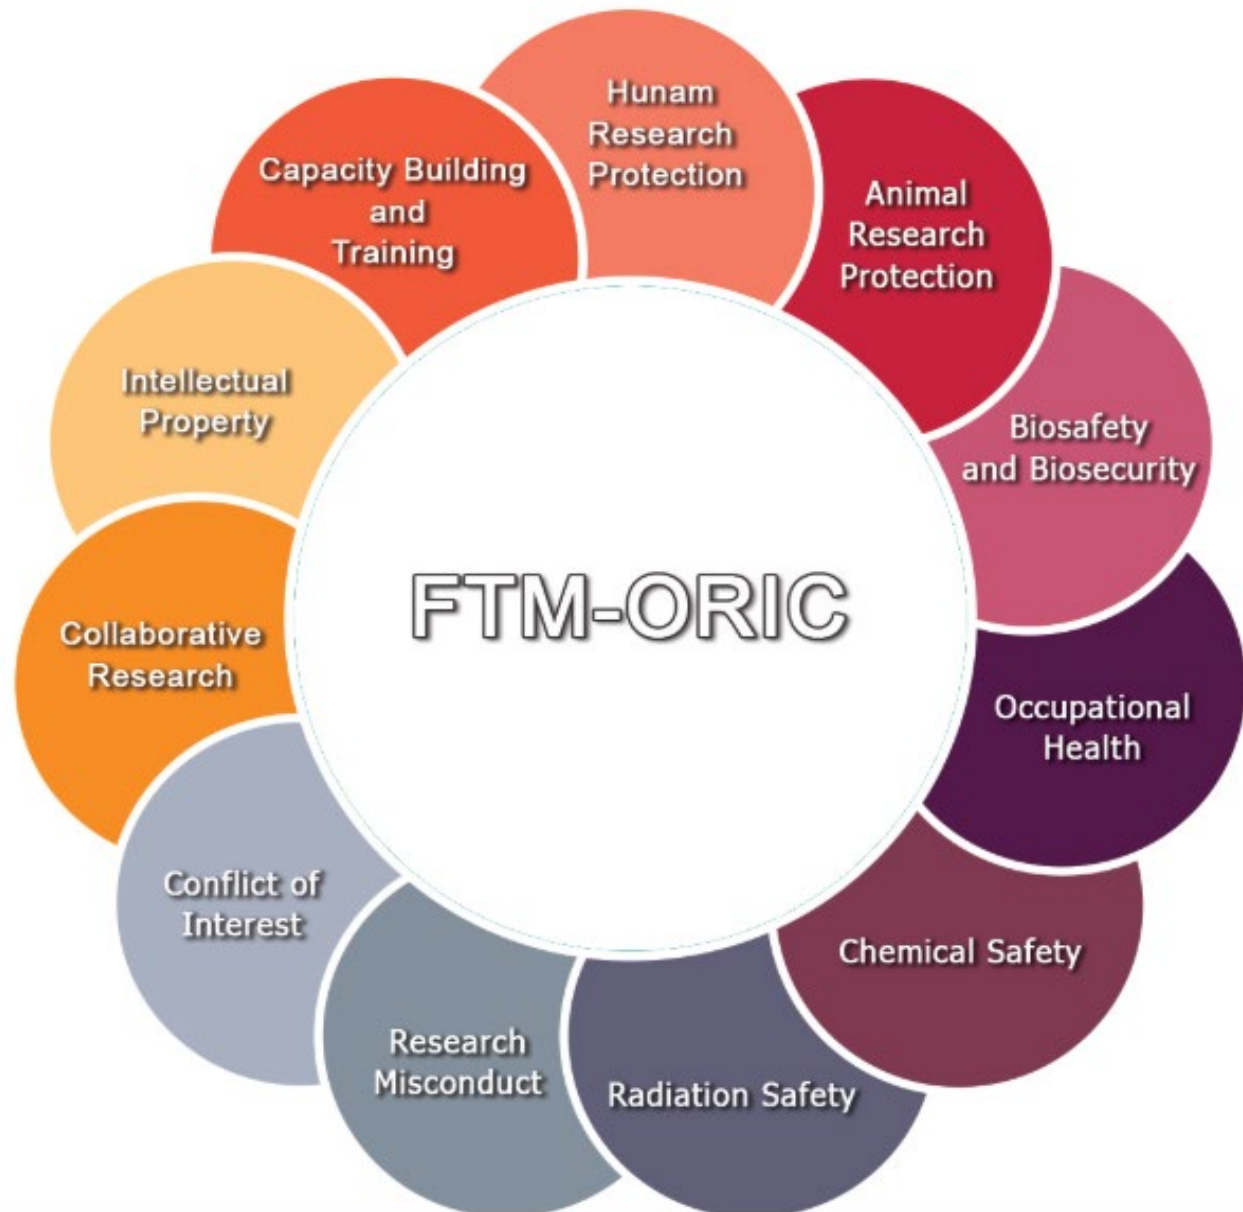 Hunam
Research
Protection
Animal
Research
Protection
Biosafety
and Biosecurity
Occupational
Health
Chemical Safety
Radiation Safety
Research
Misconduct
Conflict of
Interest
Collaborative
Research
Intellectual
Property
Capacity Building
and
Training
FTM-ORIC